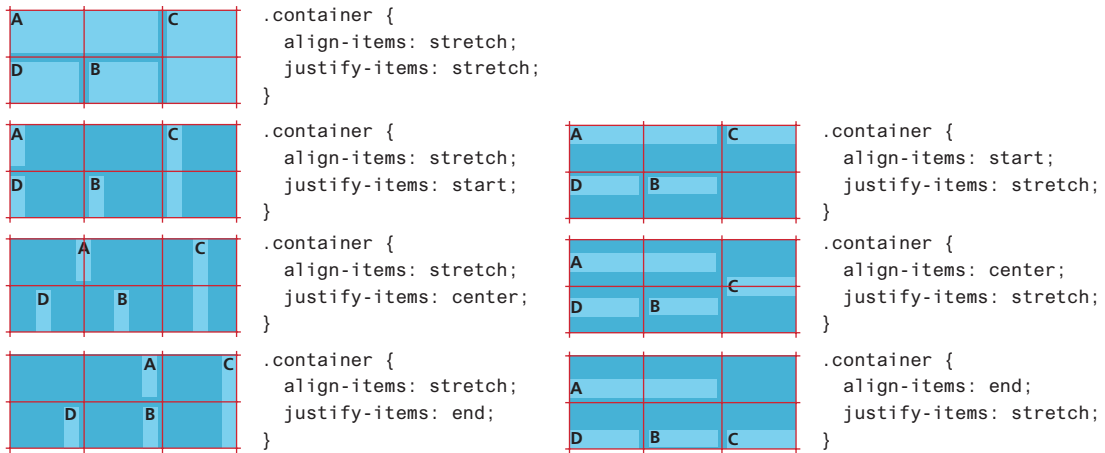 A C
D B
.container {
align-items: stretch;
justify-items: stretch;
}
A C
D B
.container {
align-items: stretch;
justify-items: start;
}
A C
D B
.container {
align-items: start;
justify-items: stretch;
}
A C
D B
.container {
align-items: stretch;
justify-items: center;
}
A
C
D B
.container {
align-items: center;
justify-items: stretch;
}
A C
D B
.container {
align-items: stretch;
justify-items: end;
}
A
D B C
.container {
align-items: end;
justify-items: stretch;
}